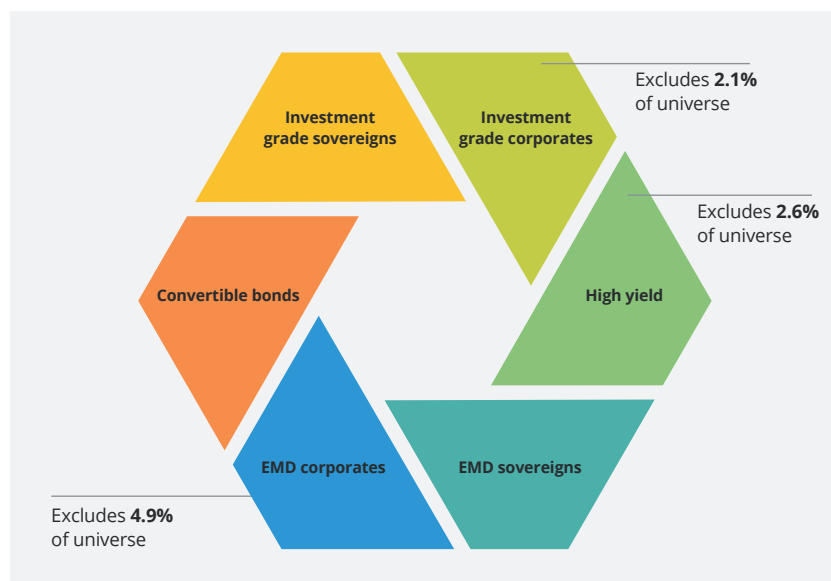 Investment
grade sovereigns
Investment
grade corporates
Excludes 2.1%
of universe
Excludes 2.6%
of universe
Convertible bonds
High yield
EMD corporates
EMD sovereigns
Excludes 4.9%
of universe